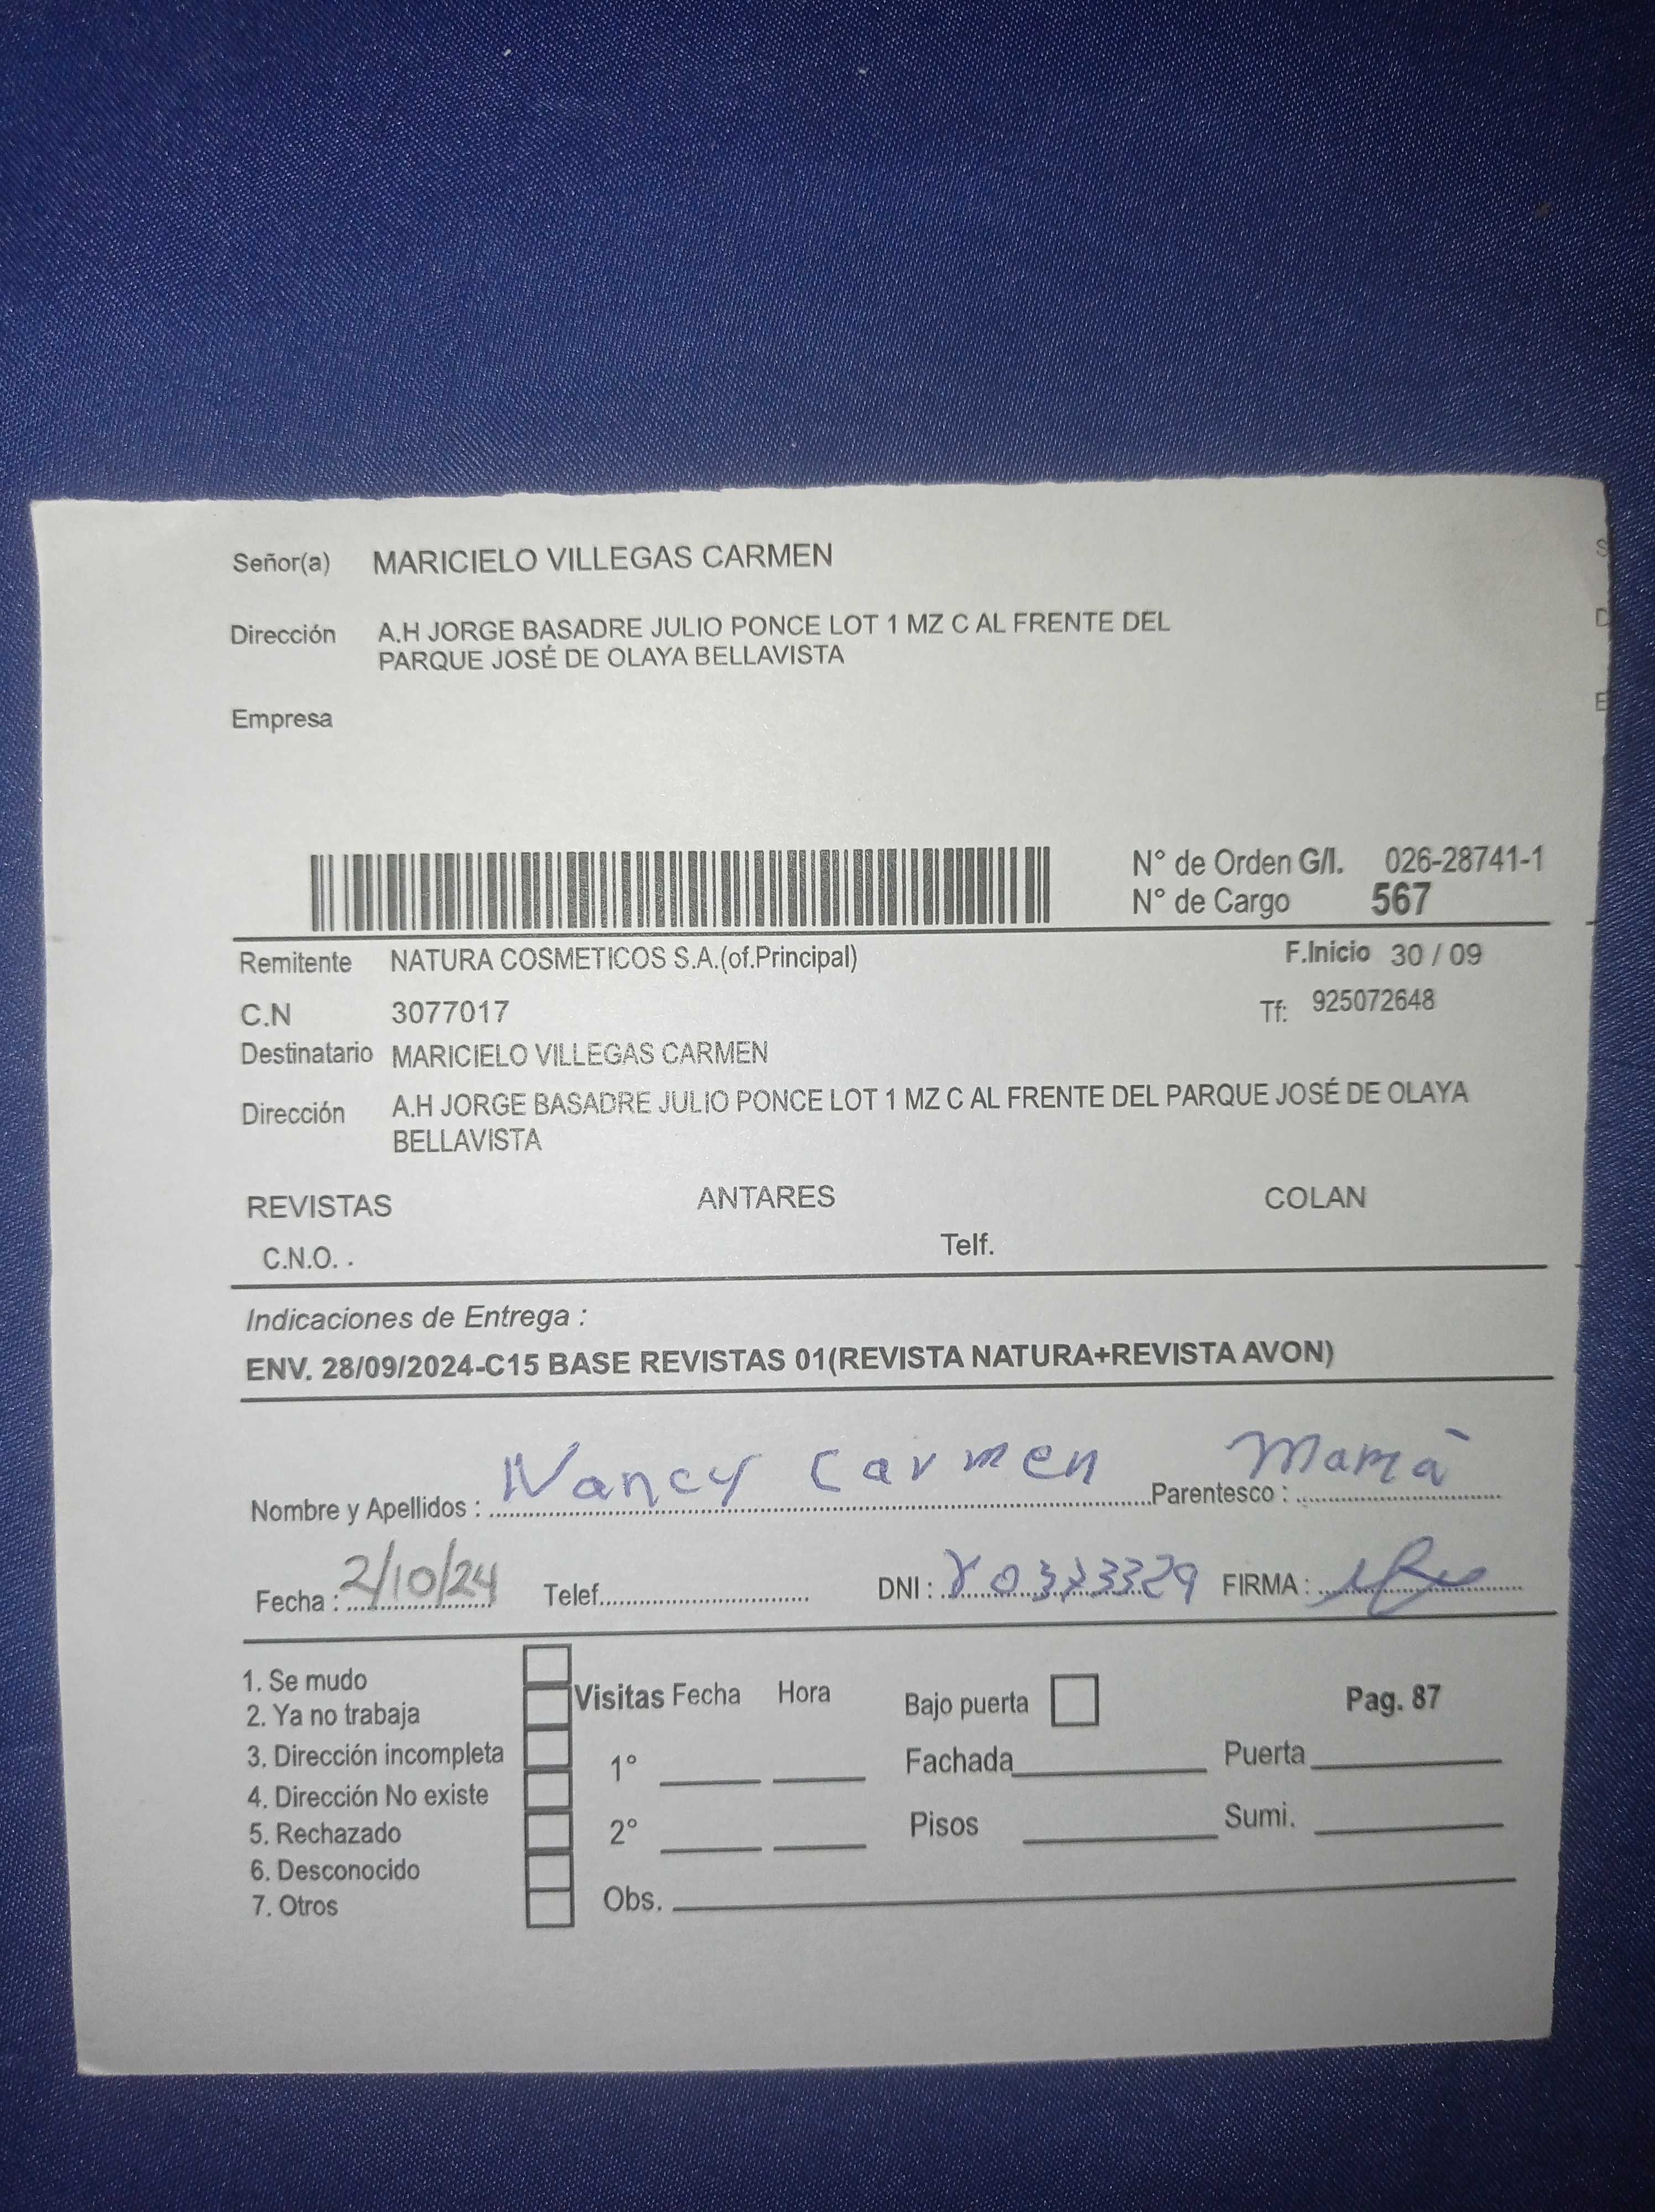 Señor(a) MARICIELO VILLEGAS CARMEN
Dirección A.H JORGE BASADRE JULIO PONCE LOT 1 MZ C AL FRENTE DEL
PARQUE JOSÉ DE OLAYA BELLAVISTA
Empresa
N° de Orden G/I. 026-28741-1
N° de Cargo 567
Remitente NATURA COSMETICOS S.A.(of.Principal) F.Inicio 30 / 09
C.N 3077017 Tf: 925072648
Destinatario MARICIELO VILLEGAS CARMEN
Dirección A.H JORGE BASADRE JULIO PONCE LOT 1 MZ C AL FRENTE DEL PARQUE JOSÉ DE OLAYA
BELLAVISTA
REVISTAS ANTARES COLAN
C.N.O. . Telf.
Indicaciones de Entrega :
ENV. 28/09/2024-C15 BASE REVISTAS 01(REVISTA NATURA+REVISTA AVON)
Nombre y Apellidos : Nancy Carmen Parentesco : Mamà
Fecha : 2/10/24 Telef. DNI : FIRMA :
1. Se mudo
2. Ya no trabaja Visitas Fecha Hora Bajo puerta Pag. 87
3. Dirección incompleta 1° Fachada Puerta
4. Dirección No existe
5. Rechazado 2° Pisos Sumi.
6. Desconocido
7. Otros Obs.
S
D
E